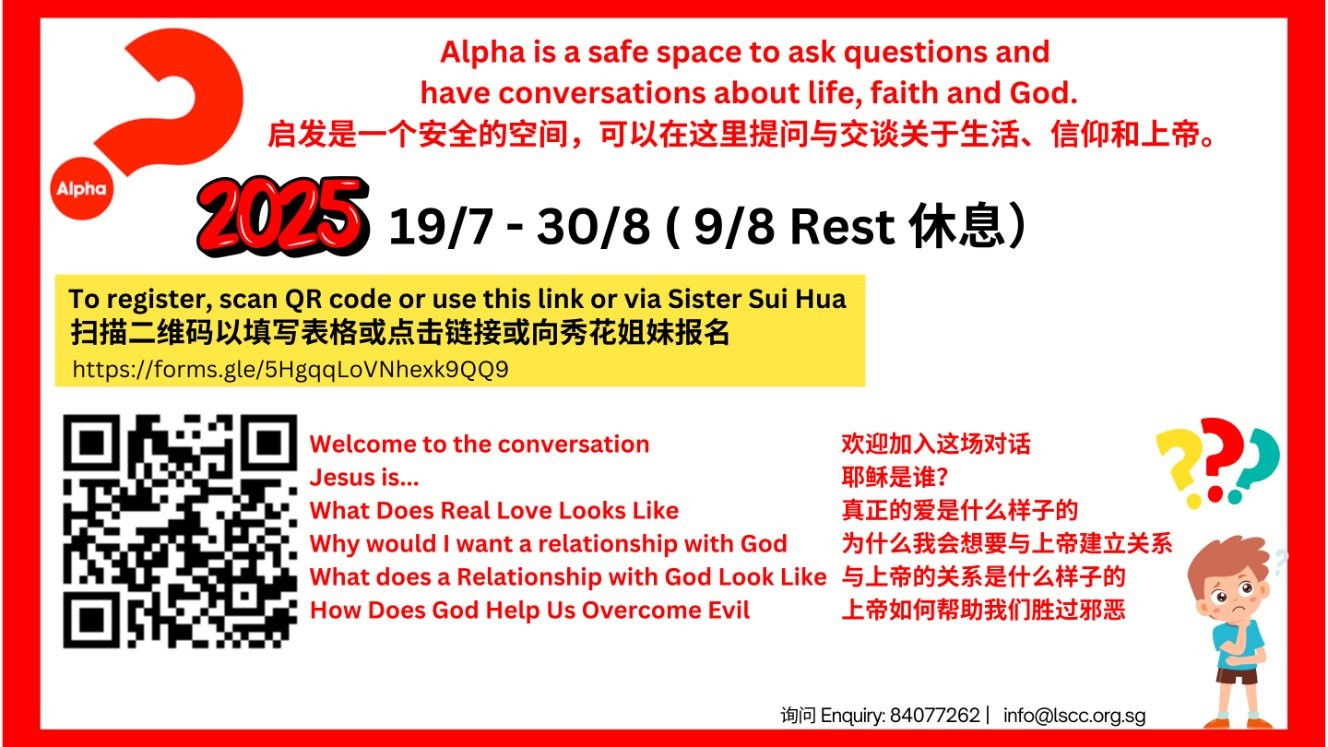 Alpha is a safe space to ask questions and
have conversations about life, faith and God.
启发是一个安全的空间，可以在这里提问与交谈关于生活、信仰和上帝。
Alpha
2025 19/7 - 30/8 ( 9/8 Rest 休息）
To register, scan QR code or use this link or via Sister Sui Hua
扫描二维码以填写表格或点击链接或向秀花姐妹报名
https://forms.gle/5HgqqLoVNhexk9QQ9
Welcome to the conversation 欢迎加入这场对话
Jesus is... 耶稣是谁？
What Does Real Love Looks Like 真正的爱是什么样子的
Why would I want a relationship with God 为什么我会想要与上帝建立关系
What does a Relationship with God Look Like 与上帝的关系是什么样子的
How Does God Help Us Overcome Evil 上帝如何帮助我们胜过邪恶
询问 Enquiry: 84077262 | info@lscc.org.sg